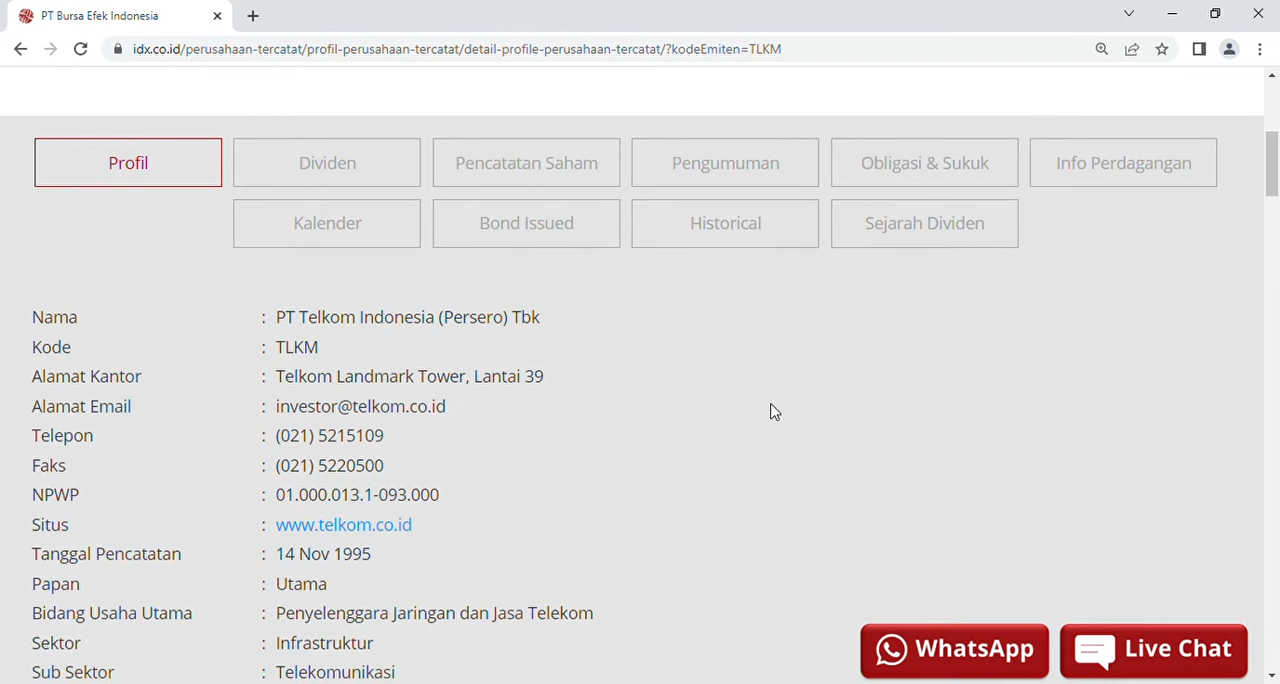 PT Bursa Efek Indonesia
idx.co.id/perusahaan-tercatat/profil-perusahaan-tercatat/detail-profile-perusahaan-tercatat/?kodeEmiten=TLKM
Profil Dividen Pencatatan Saham Pengumuman Obligasi & Sukuk Info Perdagangan
Kalender Bond Issued Historical Sejarah Dividen
Nama : PT Telkom Indonesia (Persero) Tbk
Kode : TLKM
Alamat Kantor : Telkom Landmark Tower, Lantai 39
Alamat Email : investor@telkom.co.id
Telepon : (021) 5215109
Faks : (021) 5220500
NPWP : 01.000.013.1-093.000
Situs : www.telkom.co.id
Tanggal Pencatatan : 14 Nov 1995
Papan : Utama
Bidang Usaha Utama : Penyelenggara Jaringan dan Jasa Telekom
Sektor : Infrastruktur
Sub Sektor : Telekomunikasi
WhatsApp Live Chat